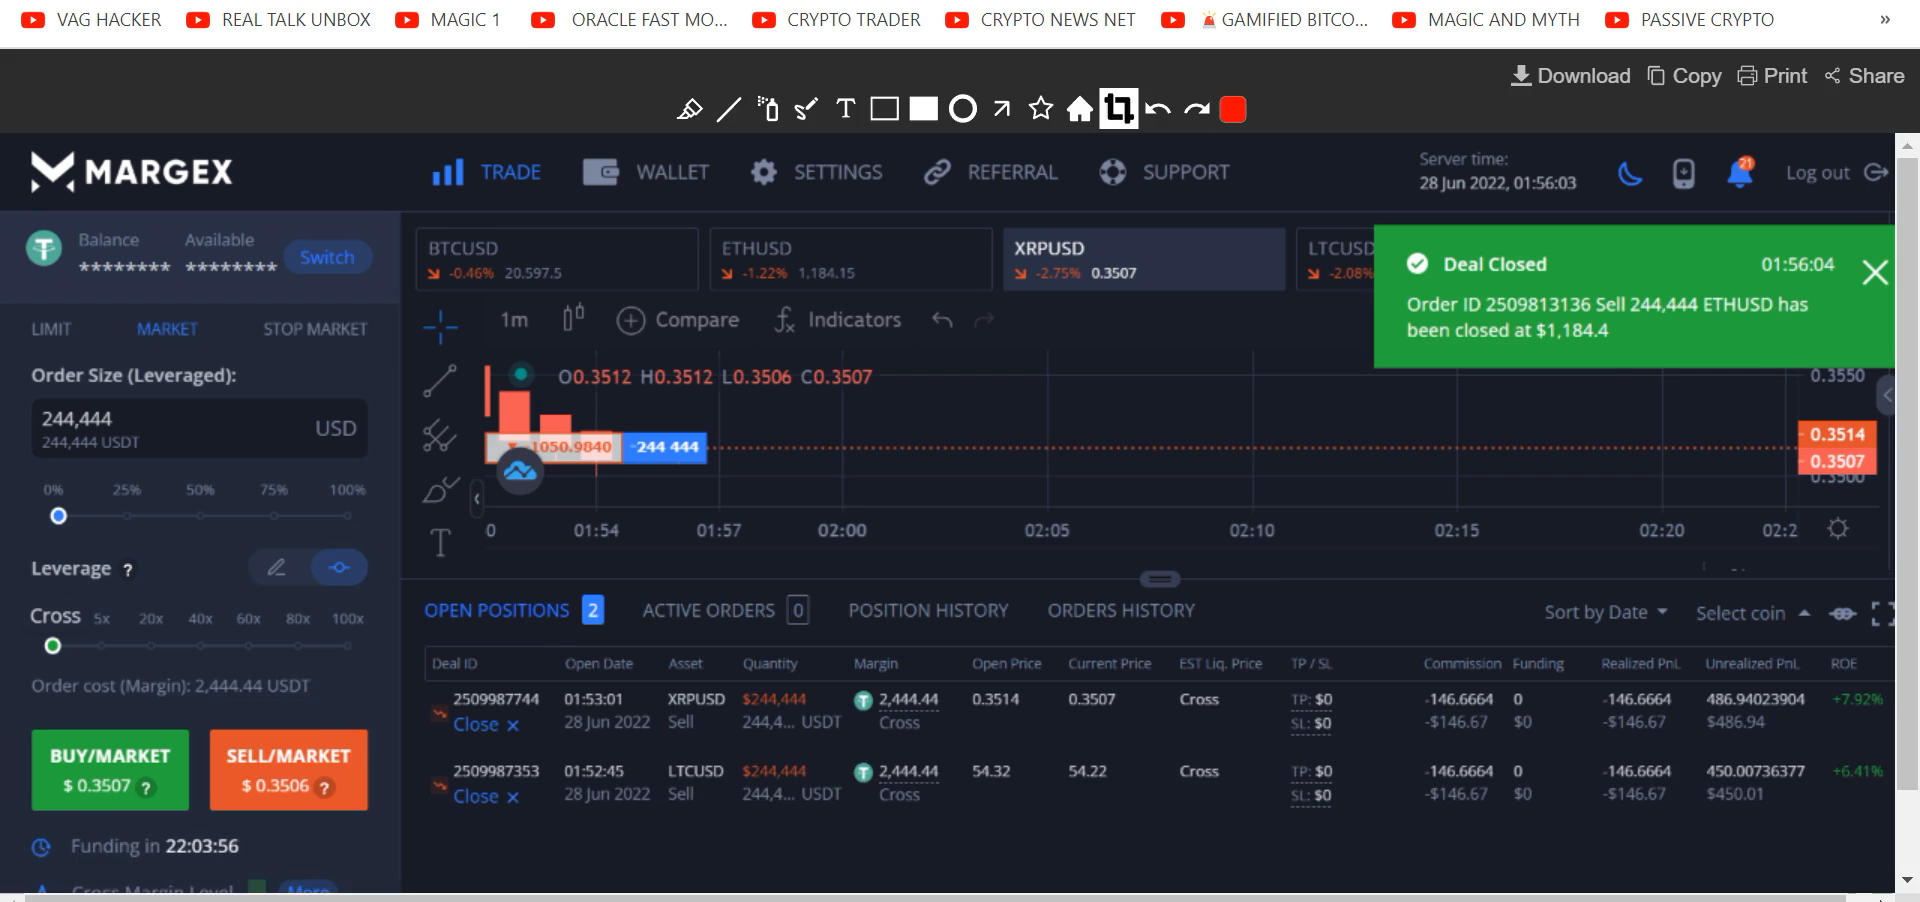 VAG HACKER REAL TALK UNBOX MAGIC 1 ORACLE FAST MO... CRYPTO TRADER CRYPTO NEWS NET GAMIFIED BITCO... MAGIC AND MYTH PASSIVE CRYPTO »
Download Copy Print Share
MARGEX TRADE WALLET SETTINGS REFERRAL SUPPORT
Server time:
28 Jun 2022, 01:56:03
21
Log out
Balance Available
******** ********
Switch
BTCUSD
-0.46% 20,597.5
ETHUSD
-1.22% 1,184.15
XRPUSD
-2.75% 0.3507
LTCUSD
-2.08%
Deal Closed 01:56:04
Order ID 2509813136 Sell 244,444 ETHUSD has
been closed at $1,184.4
LIMIT MARKET STOP MARKET
Order Size (Leveraged):
244,444
244,444 USDT
USD
0% 25% 50% 75% 100%
Leverage ?
Cross 5x 20x 40x 60x 80x 100x
Order cost (Margin): 2,444.44 USDT
BUY/MARKET
$ 0.3507 ?
SELL/MARKET
$ 0.3506 ?
Funding in 22:03:56
Cross Margin Level More
1m Compare Indicators
O0.3512 H0.3512 L0.3506 C0.3507
1050.9840 -244 444
0.3550
0.3514
0.3507
0.3500
0 01:54 01:57 02:00 02:05 02:10 02:15 02:20 02:2
OPEN POSITIONS 2 ACTIVE ORDERS 0 POSITION HISTORY ORDERS HISTORY Sort by Date Select coin
Deal ID Open Date Asset Quantity Margin Open Price Current Price EST Liq. Price TP / SL Commission Funding Realized PnL Unrealized PnL ROE
2509987744 01:53:01 XRPUSD $244,444 2,444.44 0.3514 0.3507 Cross TP: $0 -146.6664 0 -146.6664 486.94023904 +7.92%
Close × 28 Jun 2022 Sell 244,4... USDT Cross SL: $0 -$146.67 $0 -$146.67 $486.94
2509987353 01:52:45 LTCUSD $244,444 2,444.44 54.32 54.22 Cross TP: $0 -146.6664 0 -146.6664 450.00736377 +6.41%
Close × 28 Jun 2022 Sell 244,4... USDT Cross SL: $0 -$146.67 $0 -$146.67 $450.01